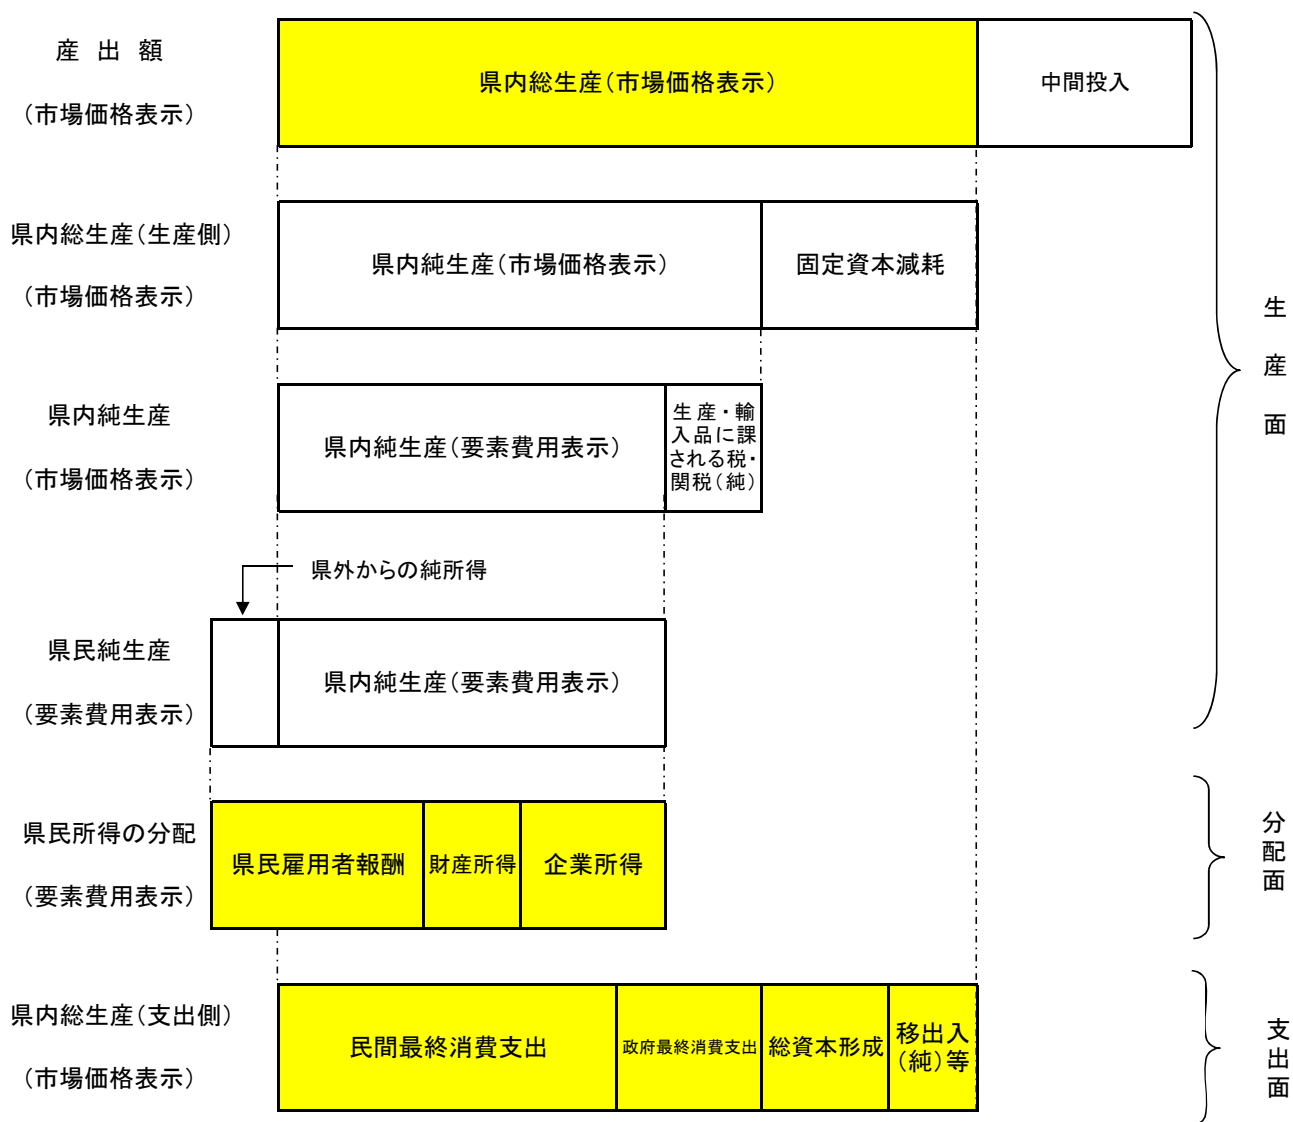 産 出 額
(市場価格表示)
県内総生産(市場価格表示)
中間投入
県内総生産(生産側)
(市場価格表示)
県内純生産(市場価格表示)
固定資本減耗
県内純生産
(市場価格表示)
県内純生産(要素費用表示)
生産・輸
入品に課
される税・
関税(純)
県外からの純所得
県民純生産
(要素費用表示)
県内純生産(要素費用表示)
生
産
面
県民所得の分配
(要素費用表示)
県民雇用者報酬
財産所得
企業所得
分
配
面
県内総生産(支出側)
(市場価格表示)
民間最終消費支出
政府最終消費支出
総資本形成
移出入
(純)等
支
出
面